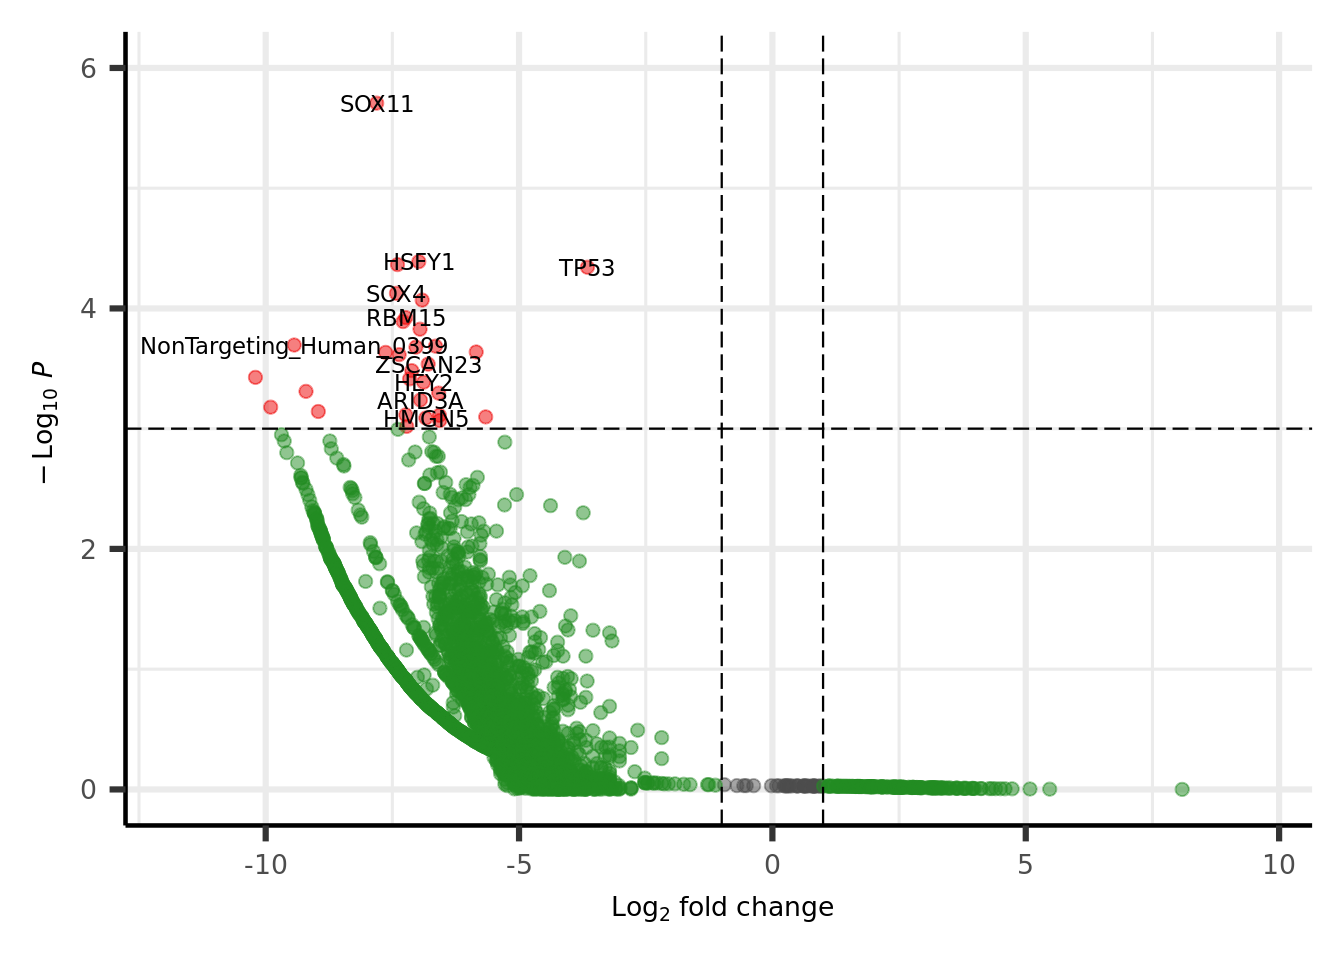 6
SOX11
HSFY1
TP53
SOX4
4
RBM15
NonTargeting_Human_0399
ZSCAN23
HEY2
ARID3A
HMGN5
− Log10 P
2
0
-10
-5
0
5
10
Log2 fold change